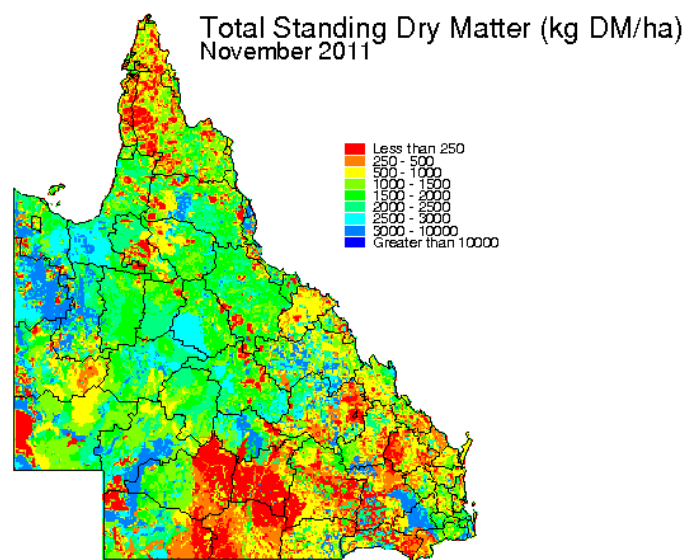 Total Standing Dry Matter (kg DM/ha)
November 2011
Less than 250
250 - 500
500 - 1000
1000 - 1500
1500 - 2000
2000 - 2500
2500 - 3000
3000 - 10000
Greater than 10000